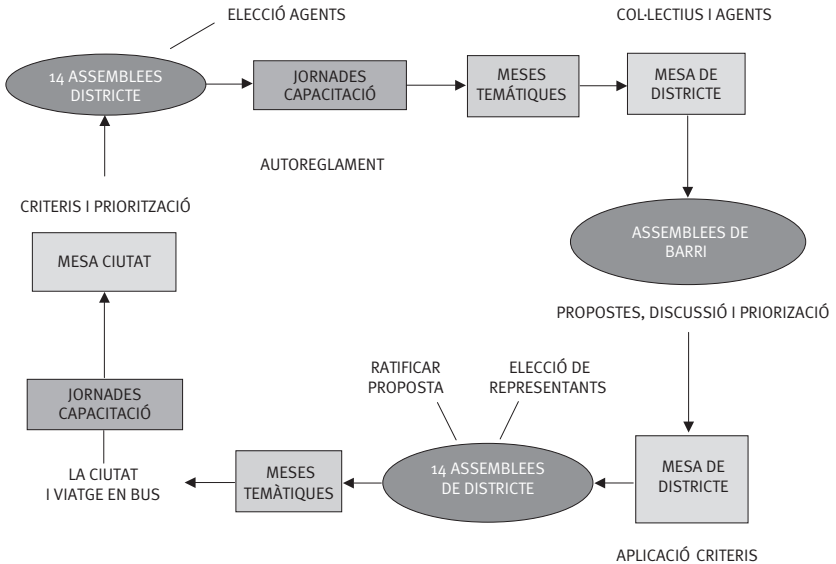 ELECCIÓ AGENTS
COL·LECTIUS I AGENTS
14 ASSEMBLEES
DISTRICTE
JORNADES
CAPACITACIÓ
MESES
TEMÁTIQUES
MESA DE
DISTRICTE
AUTOREGLAMENT
CRITERIS I PRIORITZACIÓ
MESA CIUTAT
ASSEMBLEES DE
BARRI
PROPOSTES, DISCUSSIÓ I PRIORIZACIÓ
RATIFICAR
PROPOSTA
ELECCIÓ DE
REPRESENTANTS
JORNADES
CAPACITACIÓ
LA CIUTAT
I VIATGE EN BUS
MESES
TEMÀTIQUES
14 ASSEMBLEES
DE DISTRICTE
MESA DE
DISTRICTE
APLICACIÓ CRITERIS